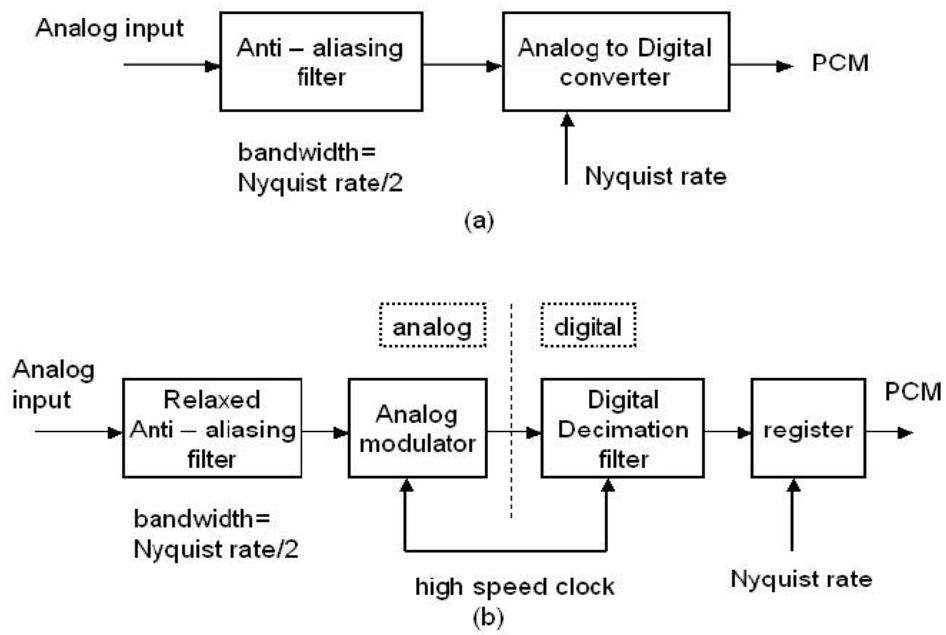 Analog input
Anti – aliasing
filter
Analog to Digital
converter
PCM
bandwidth=
Nyquist rate/2
Nyquist rate
(a)
analog
digital
Analog
input
Relaxed
Anti – aliasing
filter
Analog
modulator
Digital
Decimation
filter
register
PCM
bandwidth=
Nyquist rate/2
high speed clock
Nyquist rate
(b)